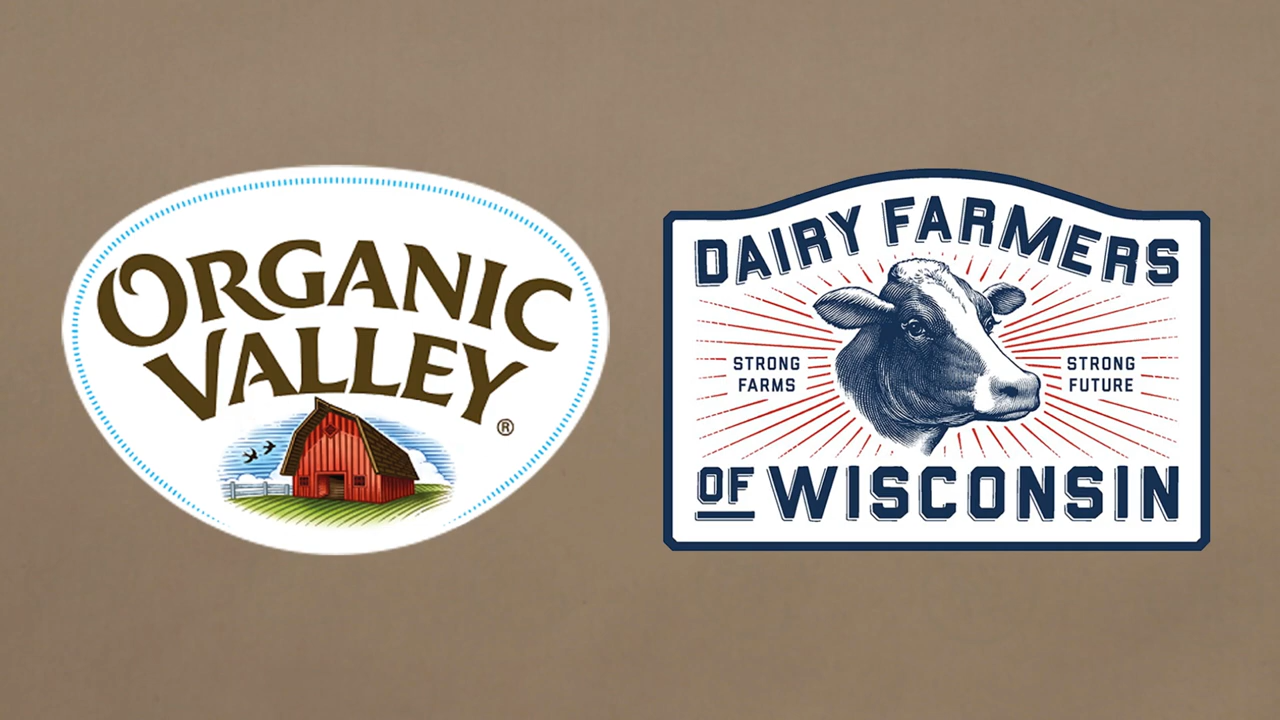 ORGANIC
VALLEY
®
DAIRY FARMERS
STRONG
FARMS
STRONG
FUTURE
OF WISCONSIN